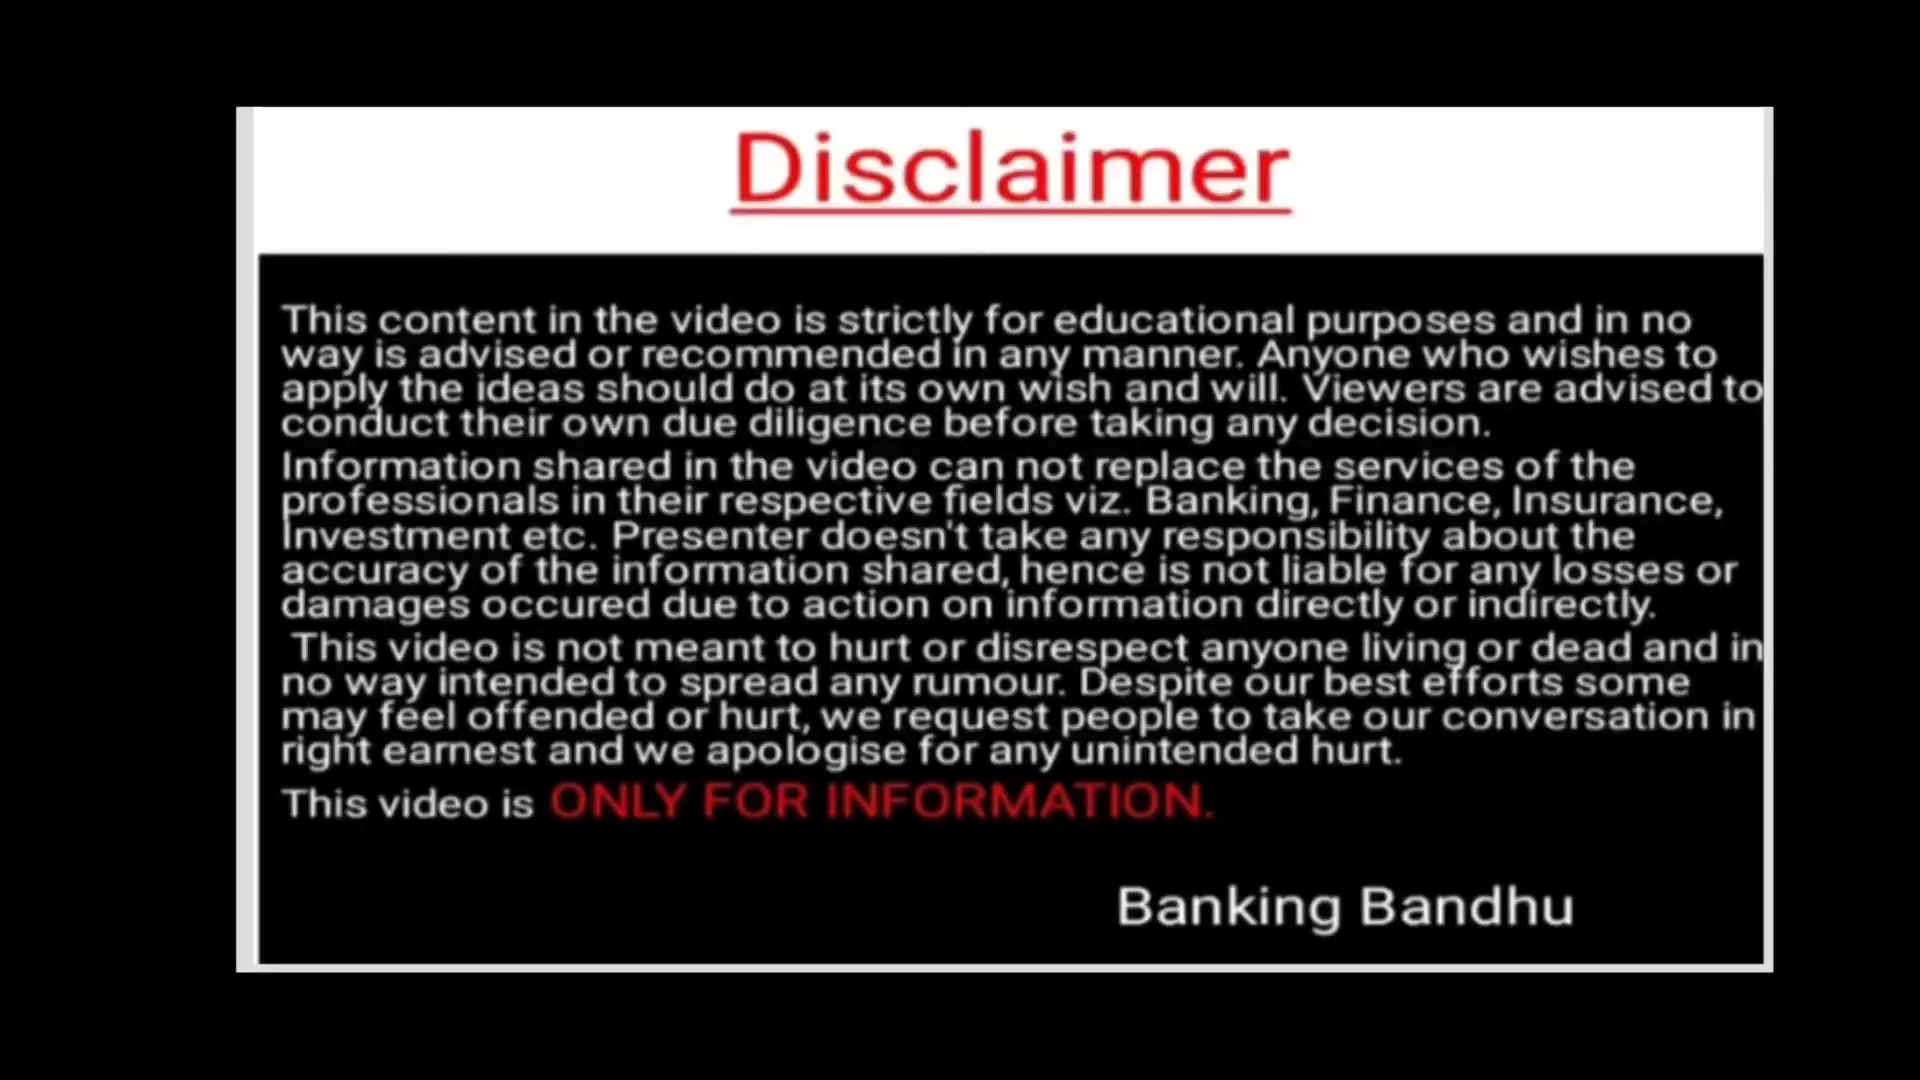 Disclaimer
This content in the video is strictly for educational purposes and in no
way is advised or recommended in any manner. Anyone who wishes to
apply the ideas should do at its own wish and will. Viewers are advised to
conduct their own due diligence before taking any decision.
Information shared in the video can not replace the services of the
professionals in their respective fields viz. Banking, Finance, Insurance,
Investment etc. Presenter doesn't take any responsibility about the
accuracy of the information shared, hence is not liable for any losses or
damages occured due to action on information directly or indirectly.
This video is not meant to hurt or disrespect anyone living or dead and in
no way intended to spread any rumour. Despite our best efforts some
may feel offended or hurt, we request people to take our conversation in
right earnest and we apologise for any unintended hurt.
This video is ONLY FOR INFORMATION.
Banking Bandhu